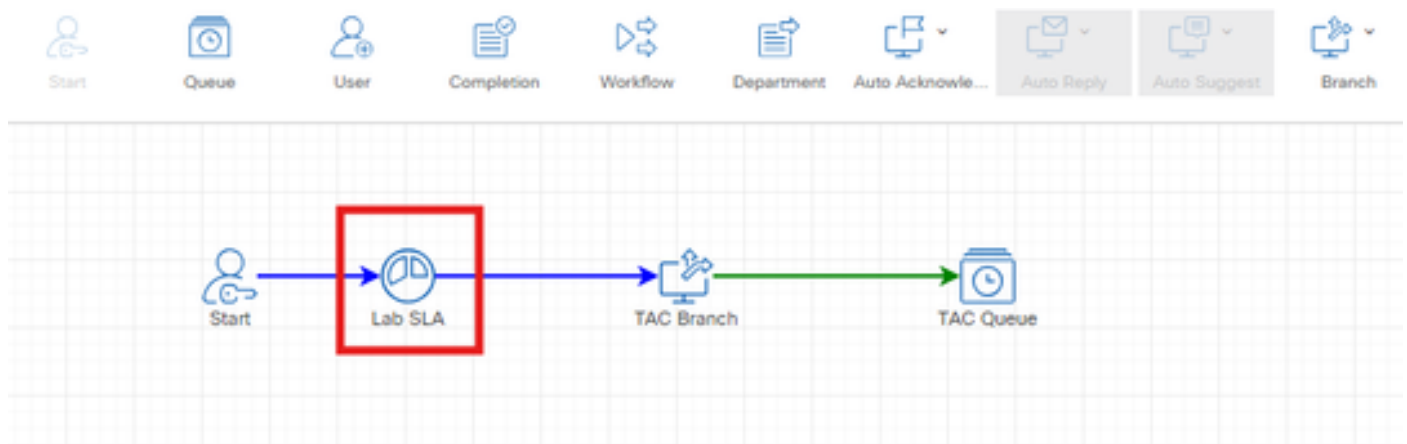 Start Queue User Completion Workflow Department Auto Acknowle... Auto Reply Auto Suggest Branch
Start Lab SLA TAC Branch TAC Queue